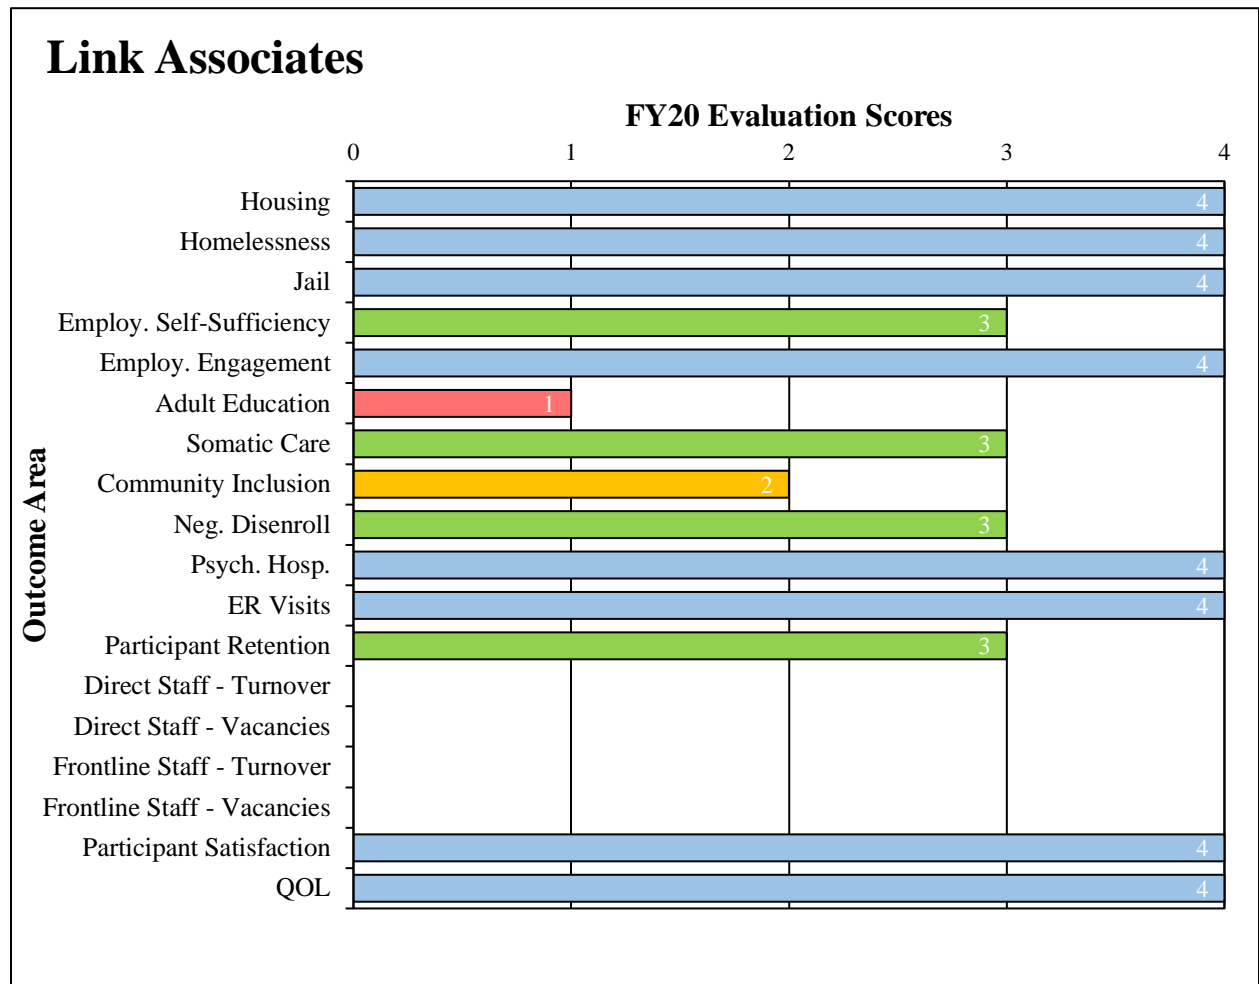 Link Associates
FY20 Evaluation Scores
0 1 2 3 4
Outcome Area
Housing 4
Homelessness 4
Jail 4
Employ. Self-Sufficiency 3
Employ. Engagement 4
Adult Education 1
Somatic Care 3
Community Inclusion 2
Neg. Disenroll 3
Psych. Hosp. 4
ER Visits 4
Participant Retention 3
Direct Staff - Turnover
Direct Staff - Vacancies
Frontline Staff - Turnover
Frontline Staff - Vacancies
Participant Satisfaction 4
QOL 4